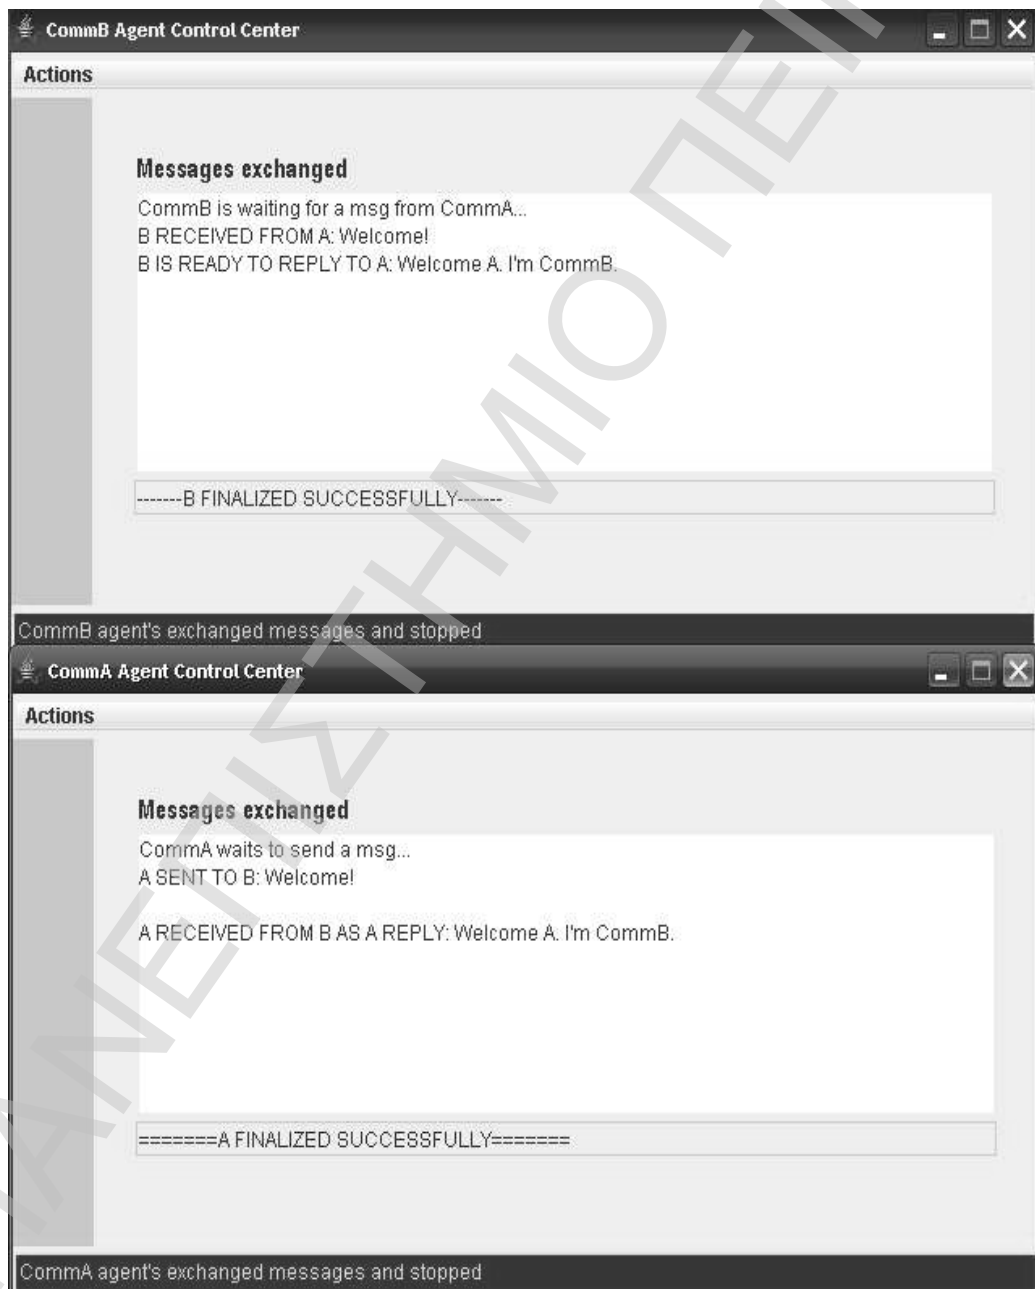 CommB Agent Control Center
Actions
Messages exchanged
CommB is waiting for a msg from CommA...
B RECEIVED FROM A: Welcome!
B IS READY TO REPLY TO A: Welcome A. I'm CommB.
-------B FINALIZED SUCCESSFULLY-------
CommB agent's exchanged messages and stopped
CommA Agent Control Center
Actions
Messages exchanged
CommA waits to send a msg...
A SENT TO B: Welcome!
A RECEIVED FROM B AS A REPLY: Welcome A. I'm CommB.
=======A FINALIZED SUCCESSFULLY=======
CommA agent's exchanged messages and stopped
ΠΑΝΕΠΙΣΤΗΜΙΟ ΠΕΙ